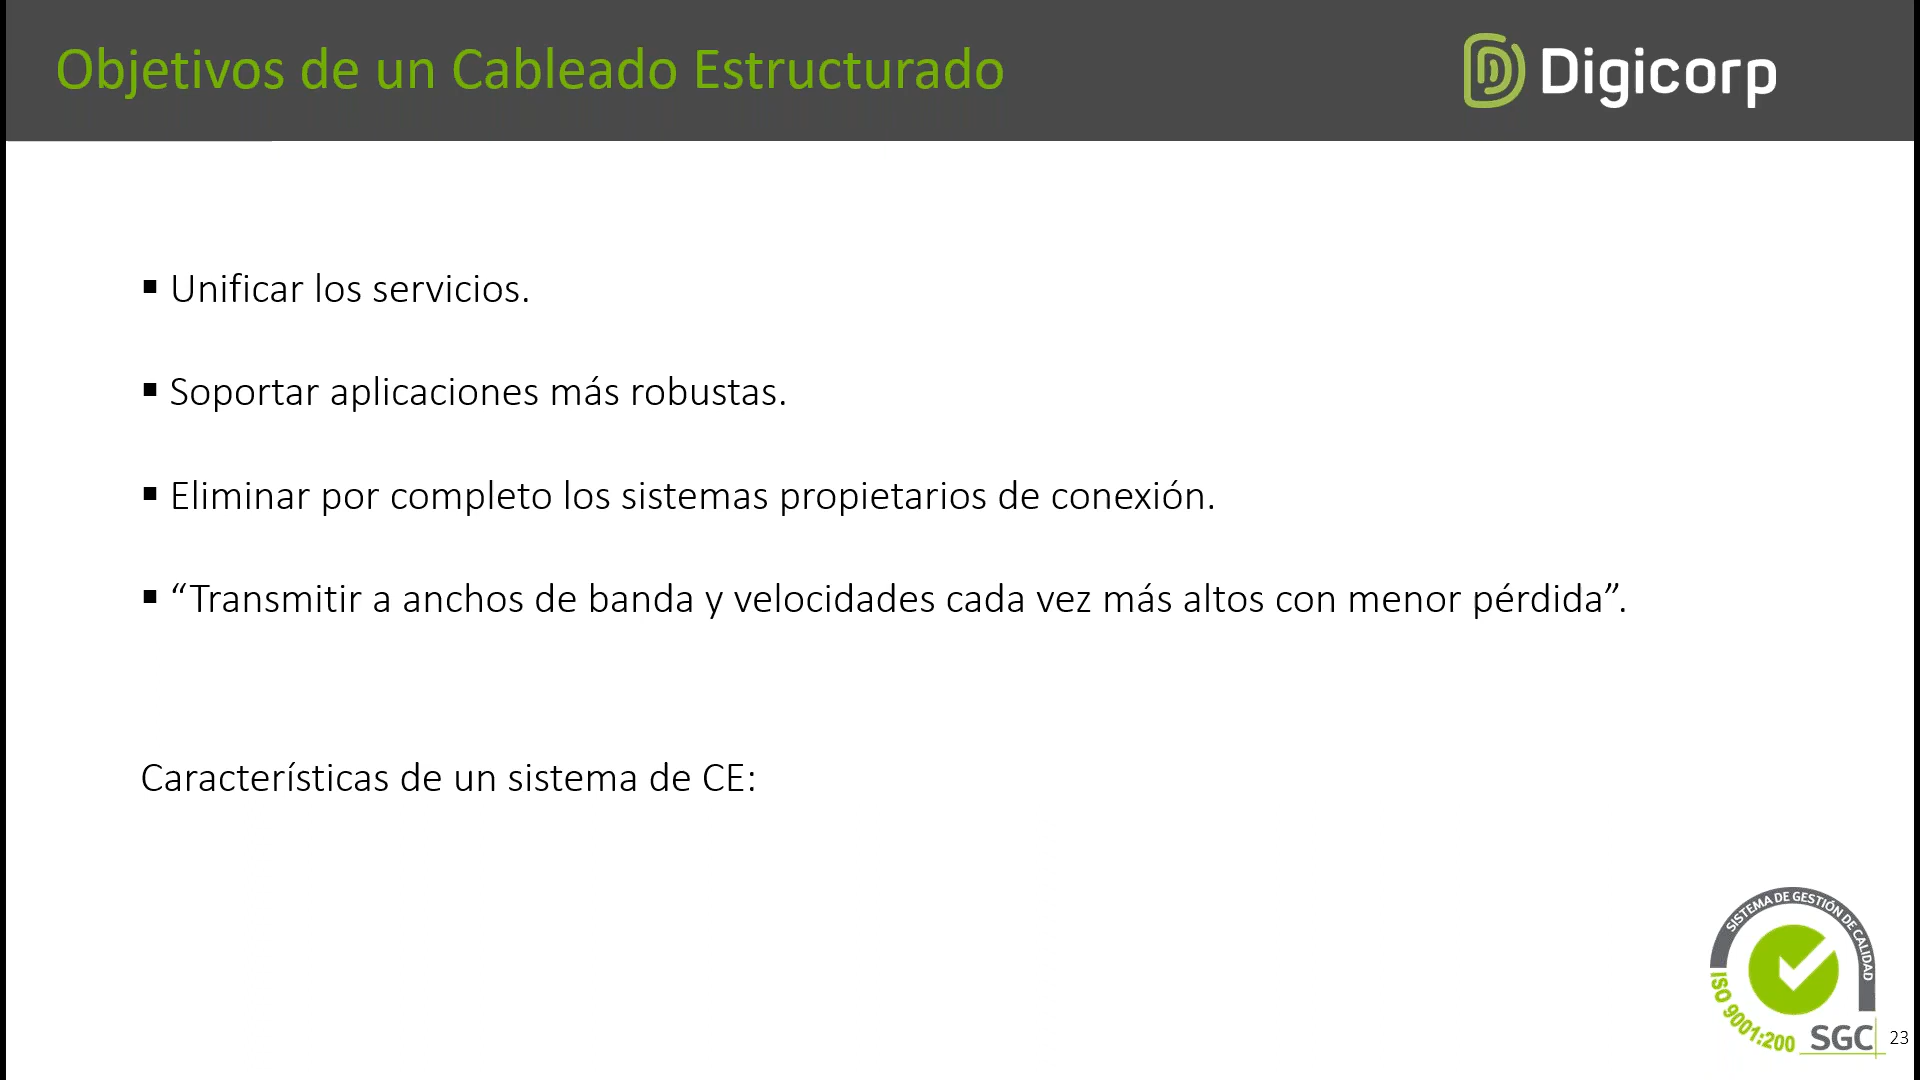 Objetivos de un Cableado Estructurado
Digicorp
▪ Unificar los servicios.
▪ Soportar aplicaciones más robustas.
▪ Eliminar por completo los sistemas propietarios de conexión.
▪ “Transmitir a anchos de banda y velocidades cada vez más altos con menor pérdida”.
Características de un sistema de CE:
SISTEMA DE GESTIÓN DE CALIDAD
ISO 9001:200
SGC
23